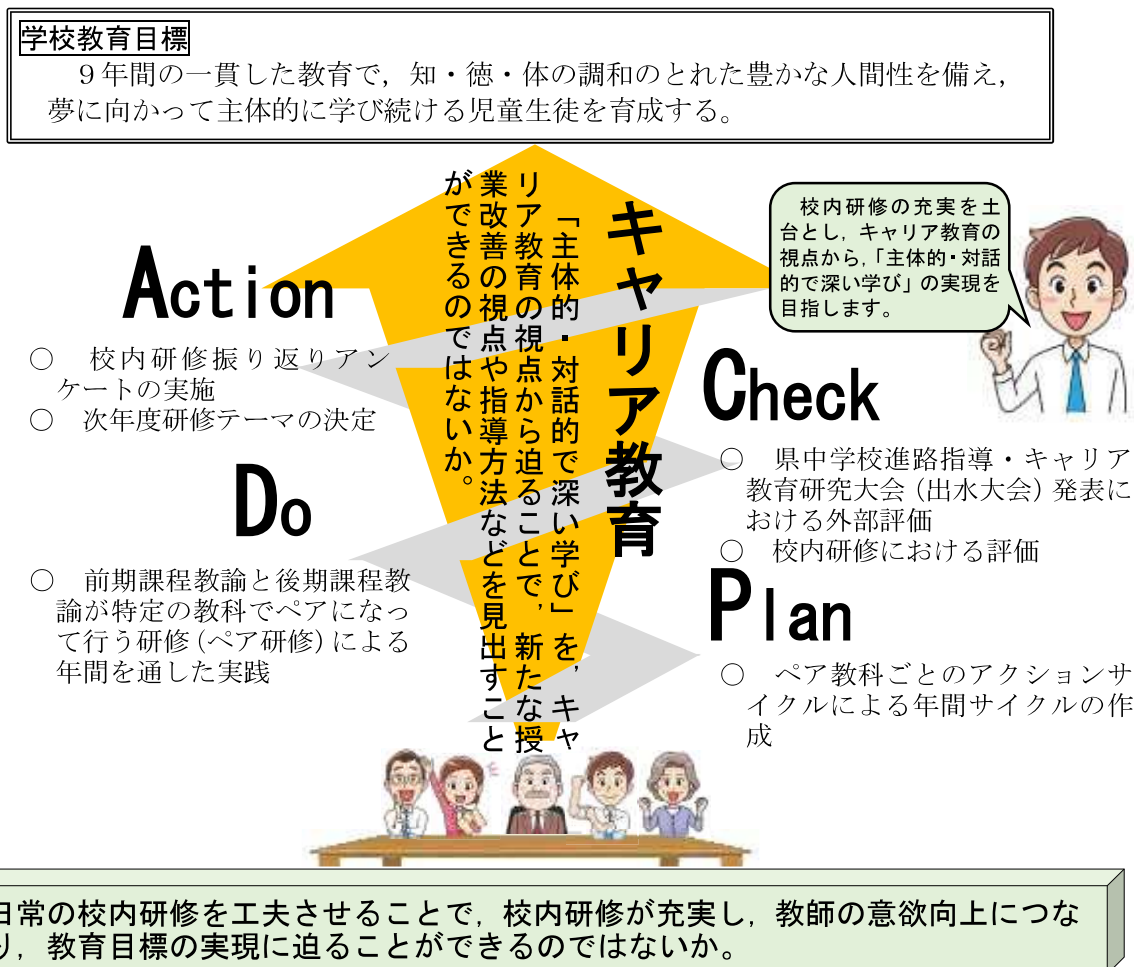 学校教育目標
９年間の一貫した教育で，知・徳・体の調和のとれた豊かな人間性を備え，
夢に向かって主体的に学び続ける児童生徒を育成する。
キャリア教育
「主体的・対話的で深い学び」を，キャ
リア教育の視点から迫ることで，新たな授
業改善の視点や指導方法などを見出すこと
ができるのではないか。
校内研修の充実を土
台とし，キャリア教育の
視点から，「主体的・対話
的で深い学び」の実現を
目指します。
Action
○　校内研修振り返りアン
ケートの実施
○　次年度研修テーマの決定
Check
○　県中学校進路指導・キャリア
教育研究大会（出水大会）発表に
おける外部評価
○　校内研修における評価
Do
○　前期課程教諭と後期課程教
諭が特定の教科でペアになっ
て行う研修（ペア研修）による
年間を通した実践
Plan
○　ペア教科ごとのアクションサ
イクルによる年間サイクルの作
成
日常の校内研修を工夫させることで，校内研修が充実し，教師の意欲向上につな
り，教育目標の実現に迫ることができるのではないか。